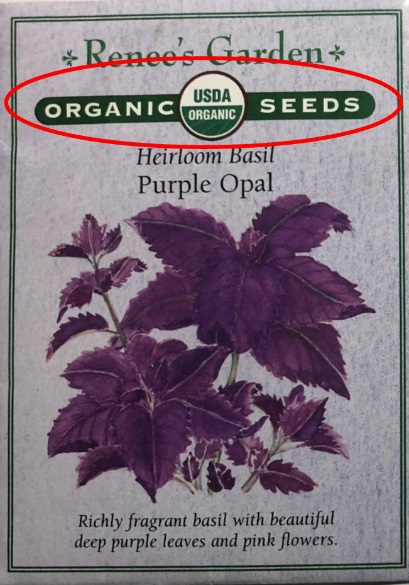 Renee's Garden
ORGANIC USDA ORGANIC SEEDS
Heirloom Basil
Purple Opal
Richly fragrant basil with beautiful
deep purple leaves and pink flowers.